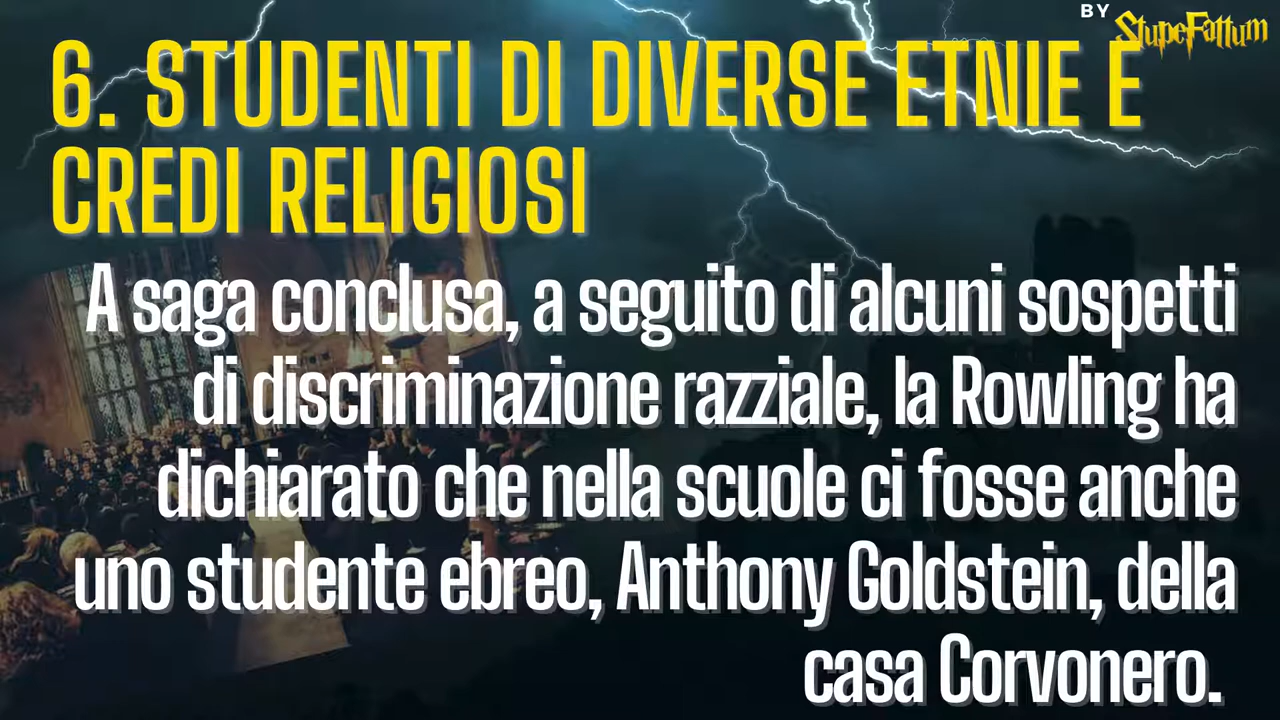 BY StupeFattum
6. STUDENTI DI DIVERSE ETNIE E
CREDI RELIGIOSI
A saga conclusa, a seguito di alcuni sospetti
di discriminazione razziale, la Rowling ha
dichiarato che nella scuole ci fosse anche
uno studente ebreo, Anthony Goldstein, della
casa Corvonero.